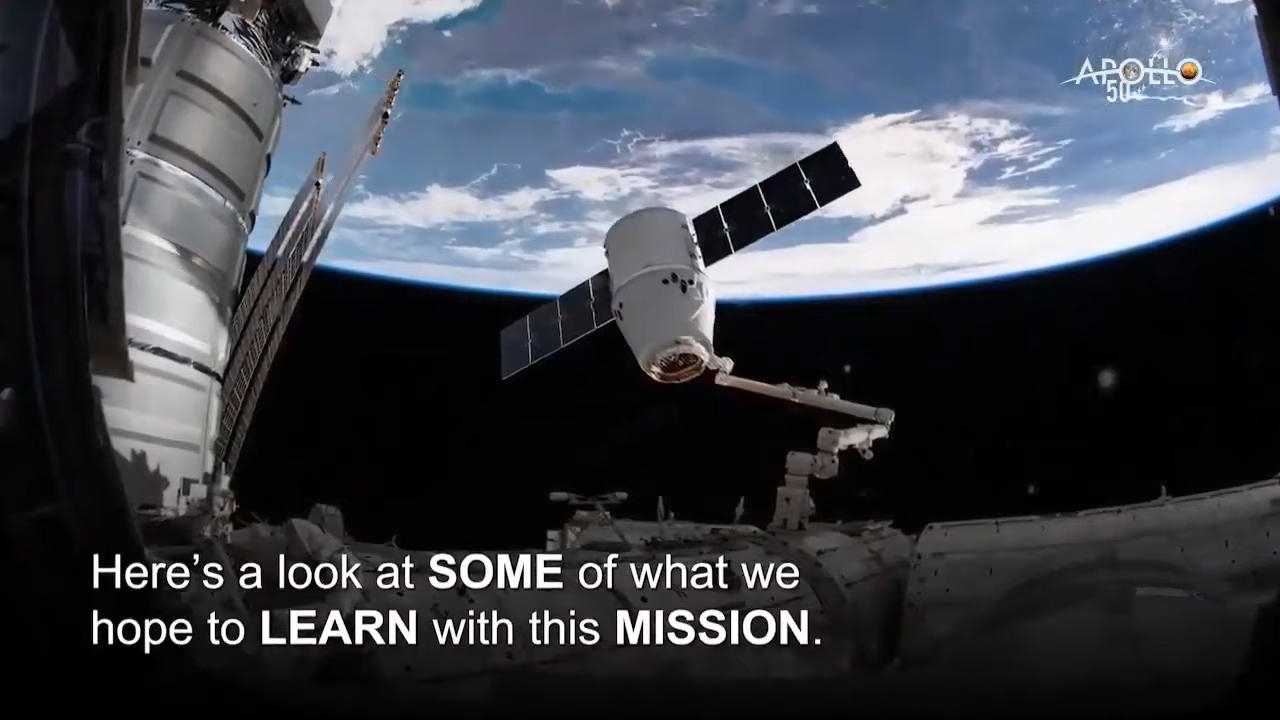 APOLLO
50
Here’s a look at SOME of what we
hope to LEARN with this MISSION.